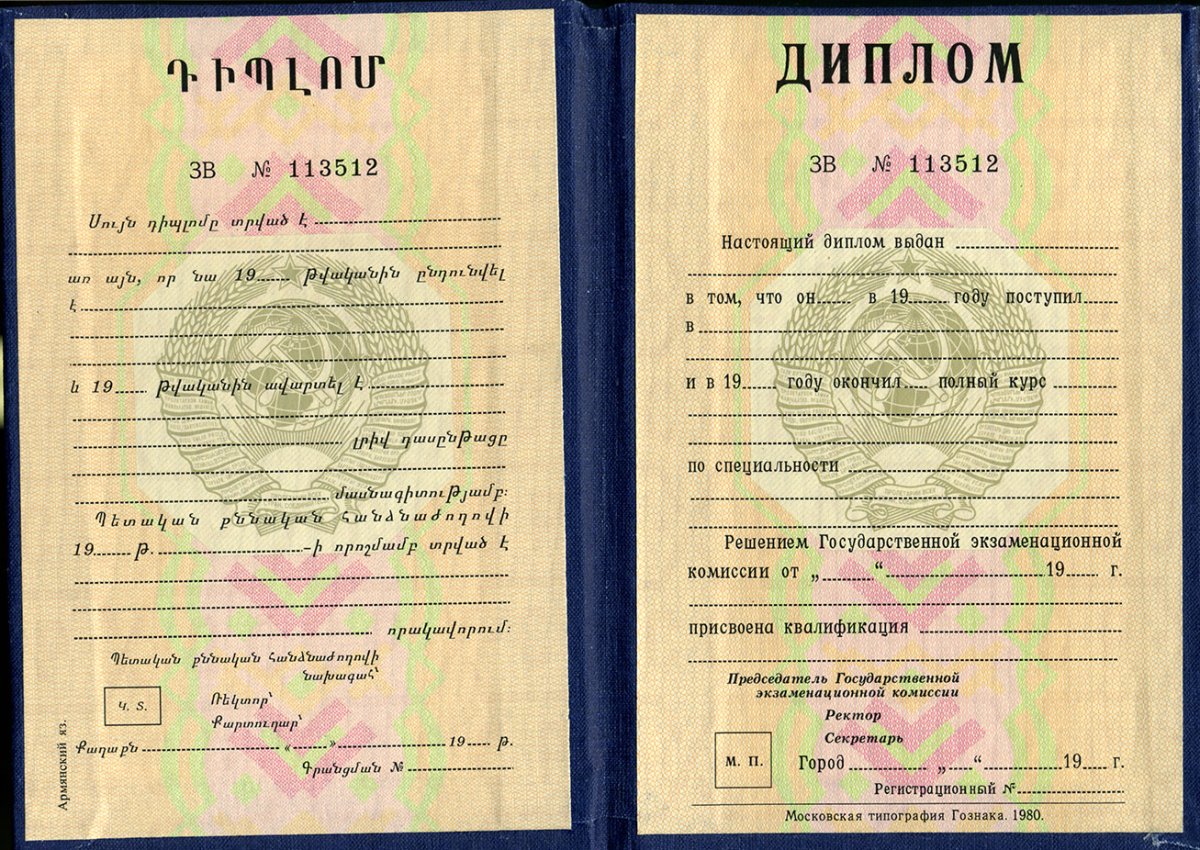 ԴԻՊԼՈՄ
ЗВ № 113512
Սույն դիպլոմը տրված է
առ այն, որ նա 19 թվականին ընդունվել
է
և 19 թվականին ավարտել է
լրիվ դասընթացը
մասնագիտությամբ։
Պետական քննական հանձնաժողովի
19 թ. -ի որոշմամբ տրված է
որակավորում։
Պետական քննական հանձնաժողովի
նախագահ՝
Ռեկտոր՝
Կ. Տ.
Քարտուղար՝
Քաղաքն « » 19 թ.
Գրանցման №
Армянский яз.
ДИПЛОМ
ЗВ № 113512
Настоящий диплом выдан
в том, что он в 19 году поступил
в
и в 19 году окончил полный курс
по специальности
Решением Государственной экзаменационной
комиссии от „ “ 19 г.
присвоена квалификация
Председатель Государственной
экзаменационной комиссии
Ректор
Секретарь
М. П.
Город „ “ 19 г.
Регистрационный №
Московская типография Гознака. 1980.